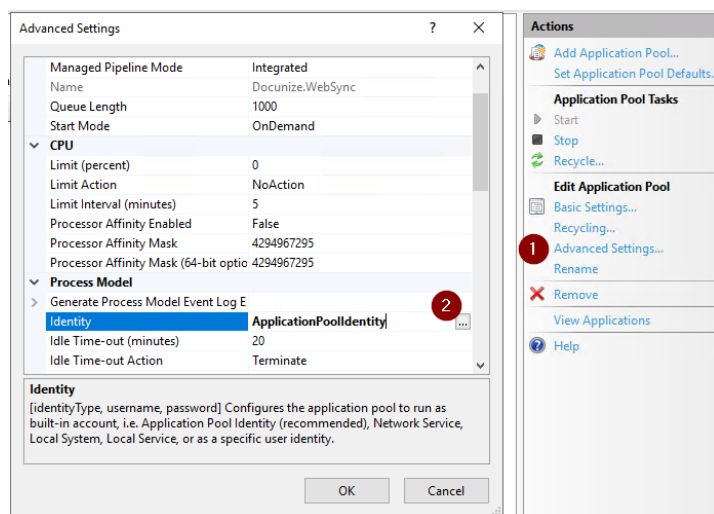 Advanced Settings ? ×
Managed Pipeline Mode Integrated
Name Docunize.WebSync
Queue Length 1000
Start Mode OnDemand
CPU
Limit (percent) 0
Limit Action NoAction
Limit Interval (minutes) 5
Processor Affinity Enabled False
Processor Affinity Mask 4294967295
Processor Affinity Mask (64-bit optio 4294967295
Process Model
Generate Process Model Event Log E
2
Identity ApplicationPoolIdentity ...
Idle Time-out (minutes) 20
Idle Time-out Action Terminate
Identity
[identityType, username, password] Configures the application pool to run as
built-in account, i.e. Application Pool Identity (recommended), Network Service,
Local System, Local Service, or as a specific user identity.
OK Cancel
Actions
Add Application Pool...
Set Application Pool Defaults.
Application Pool Tasks
Start
Stop
Recycle...
Edit Application Pool
Basic Settings...
Recycling...
1 Advanced Settings...
Rename
Remove
View Applications
Help